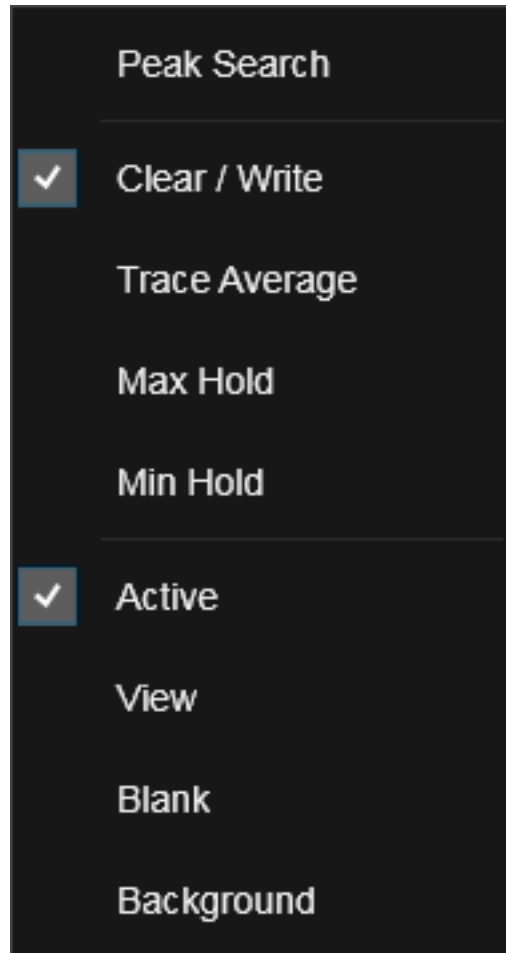 Peak Search
Clear / Write
Trace Average
Max Hold
Min Hold
Active
View
Blank
Background